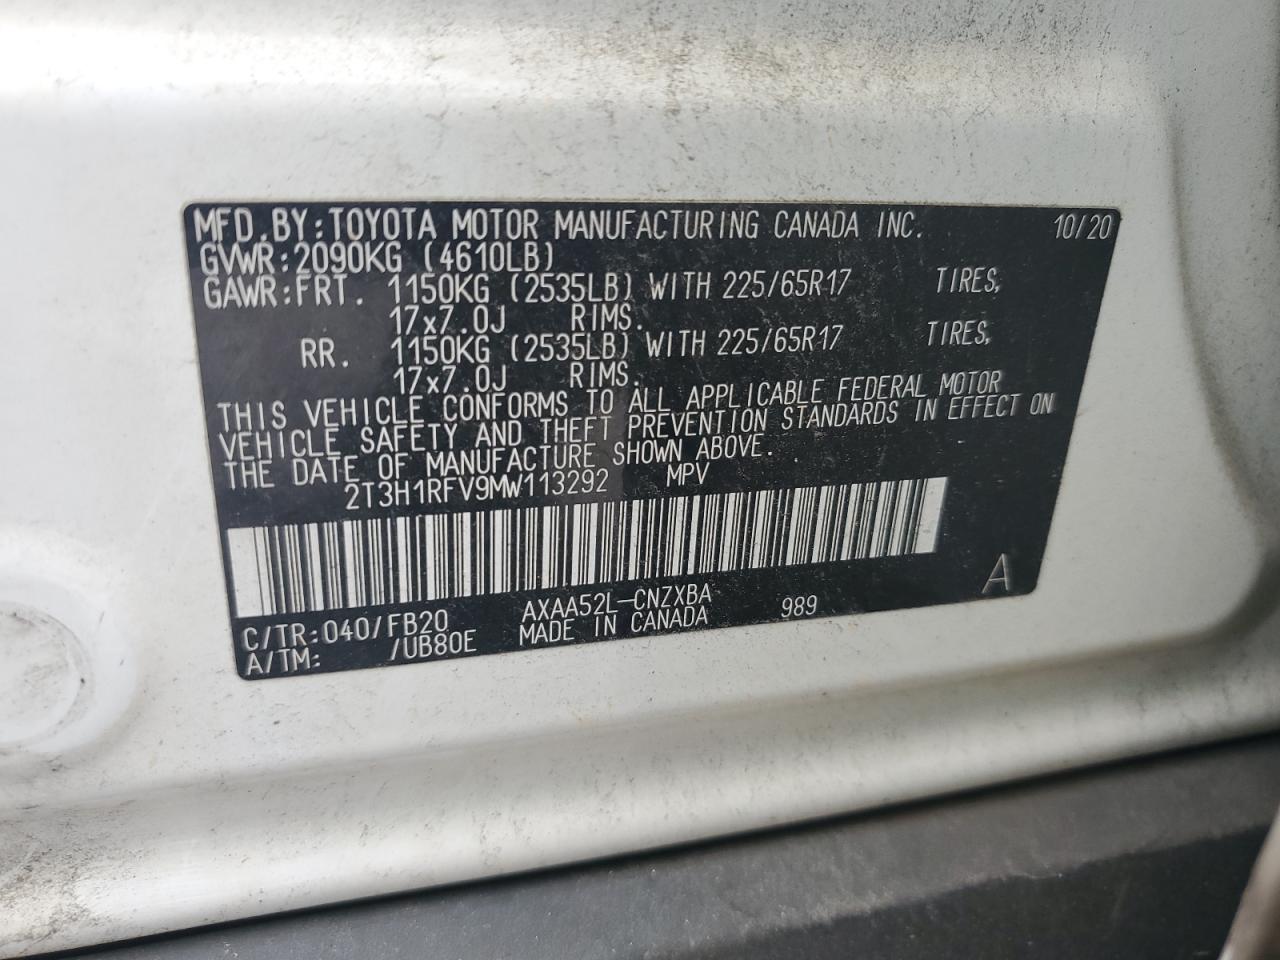 MFD.BY:TOYOTA MOTOR MANUFACTURING CANADA INC. 10/20
GVWR:2090KG (4610LB)
GAWR:FRT. 1150KG (2535LB) WITH 225/65R17 TIRES,
17x7.0J RIMS.
RR. 1150KG (2535LB) WITH 225/65R17 TIRES,
17x7.0J RIMS.
THIS VEHICLE CONFORMS TO ALL APPLICABLE FEDERAL MOTOR
VEHICLE SAFETY AND THEFT PREVENTION STANDARDS IN EFFECT ON
THE DATE OF MANUFACTURE SHOWN ABOVE.
2T3H1RFV9MW113292 MPV
C/TR:040/FB20 AXAA52L-CNZXBA 989 A
A/TM: /UB80E MADE IN CANADA